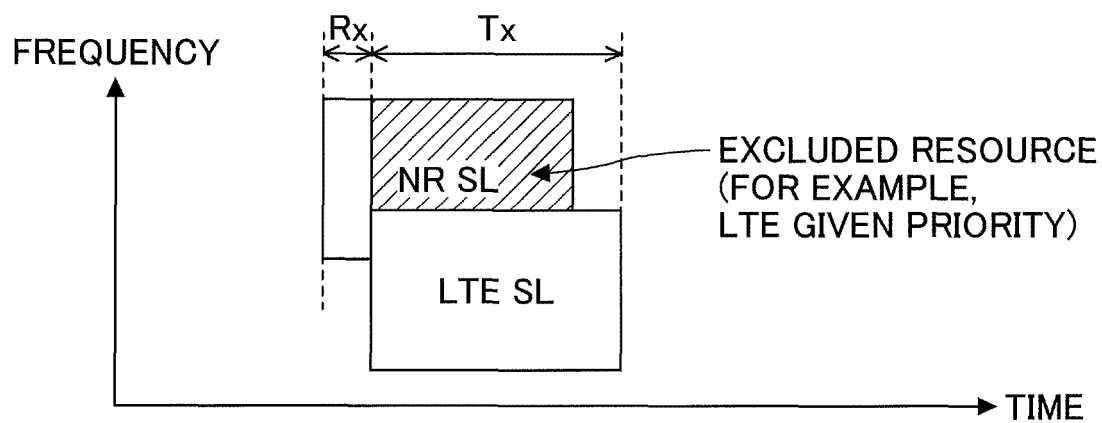 Rx Tx
FREQUENCY
NR SL
EXCLUDED RESOURCE
(FOR EXAMPLE,
LTE GIVEN PRIORITY)
LTE SL
TIME